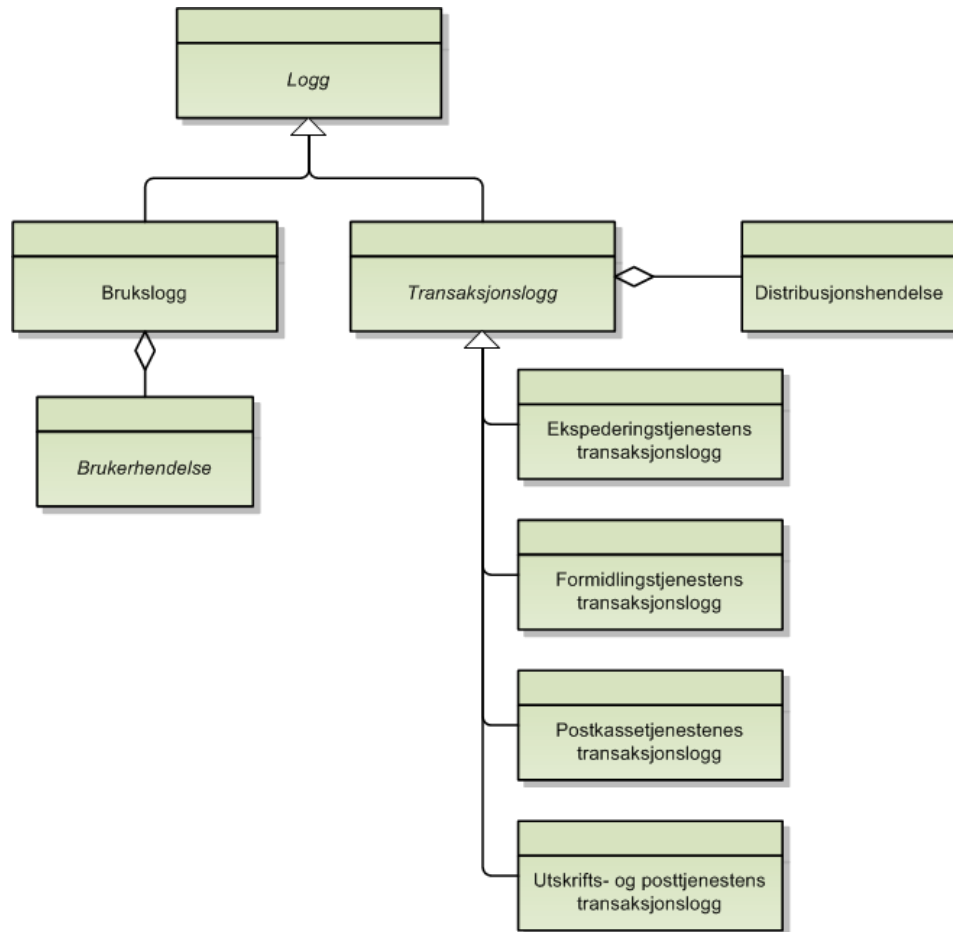 Logg
Brukslogg
Transaksjonslogg
Distribusjonshendelse
Brukerhendelse
Ekspederingstjenestens
transaksjonslogg
Formidlingstjenestens
transaksjonslogg
Postkassetjenestenes
transaksjonslogg
Utskrifts- og posttjenestens
transaksjonslogg